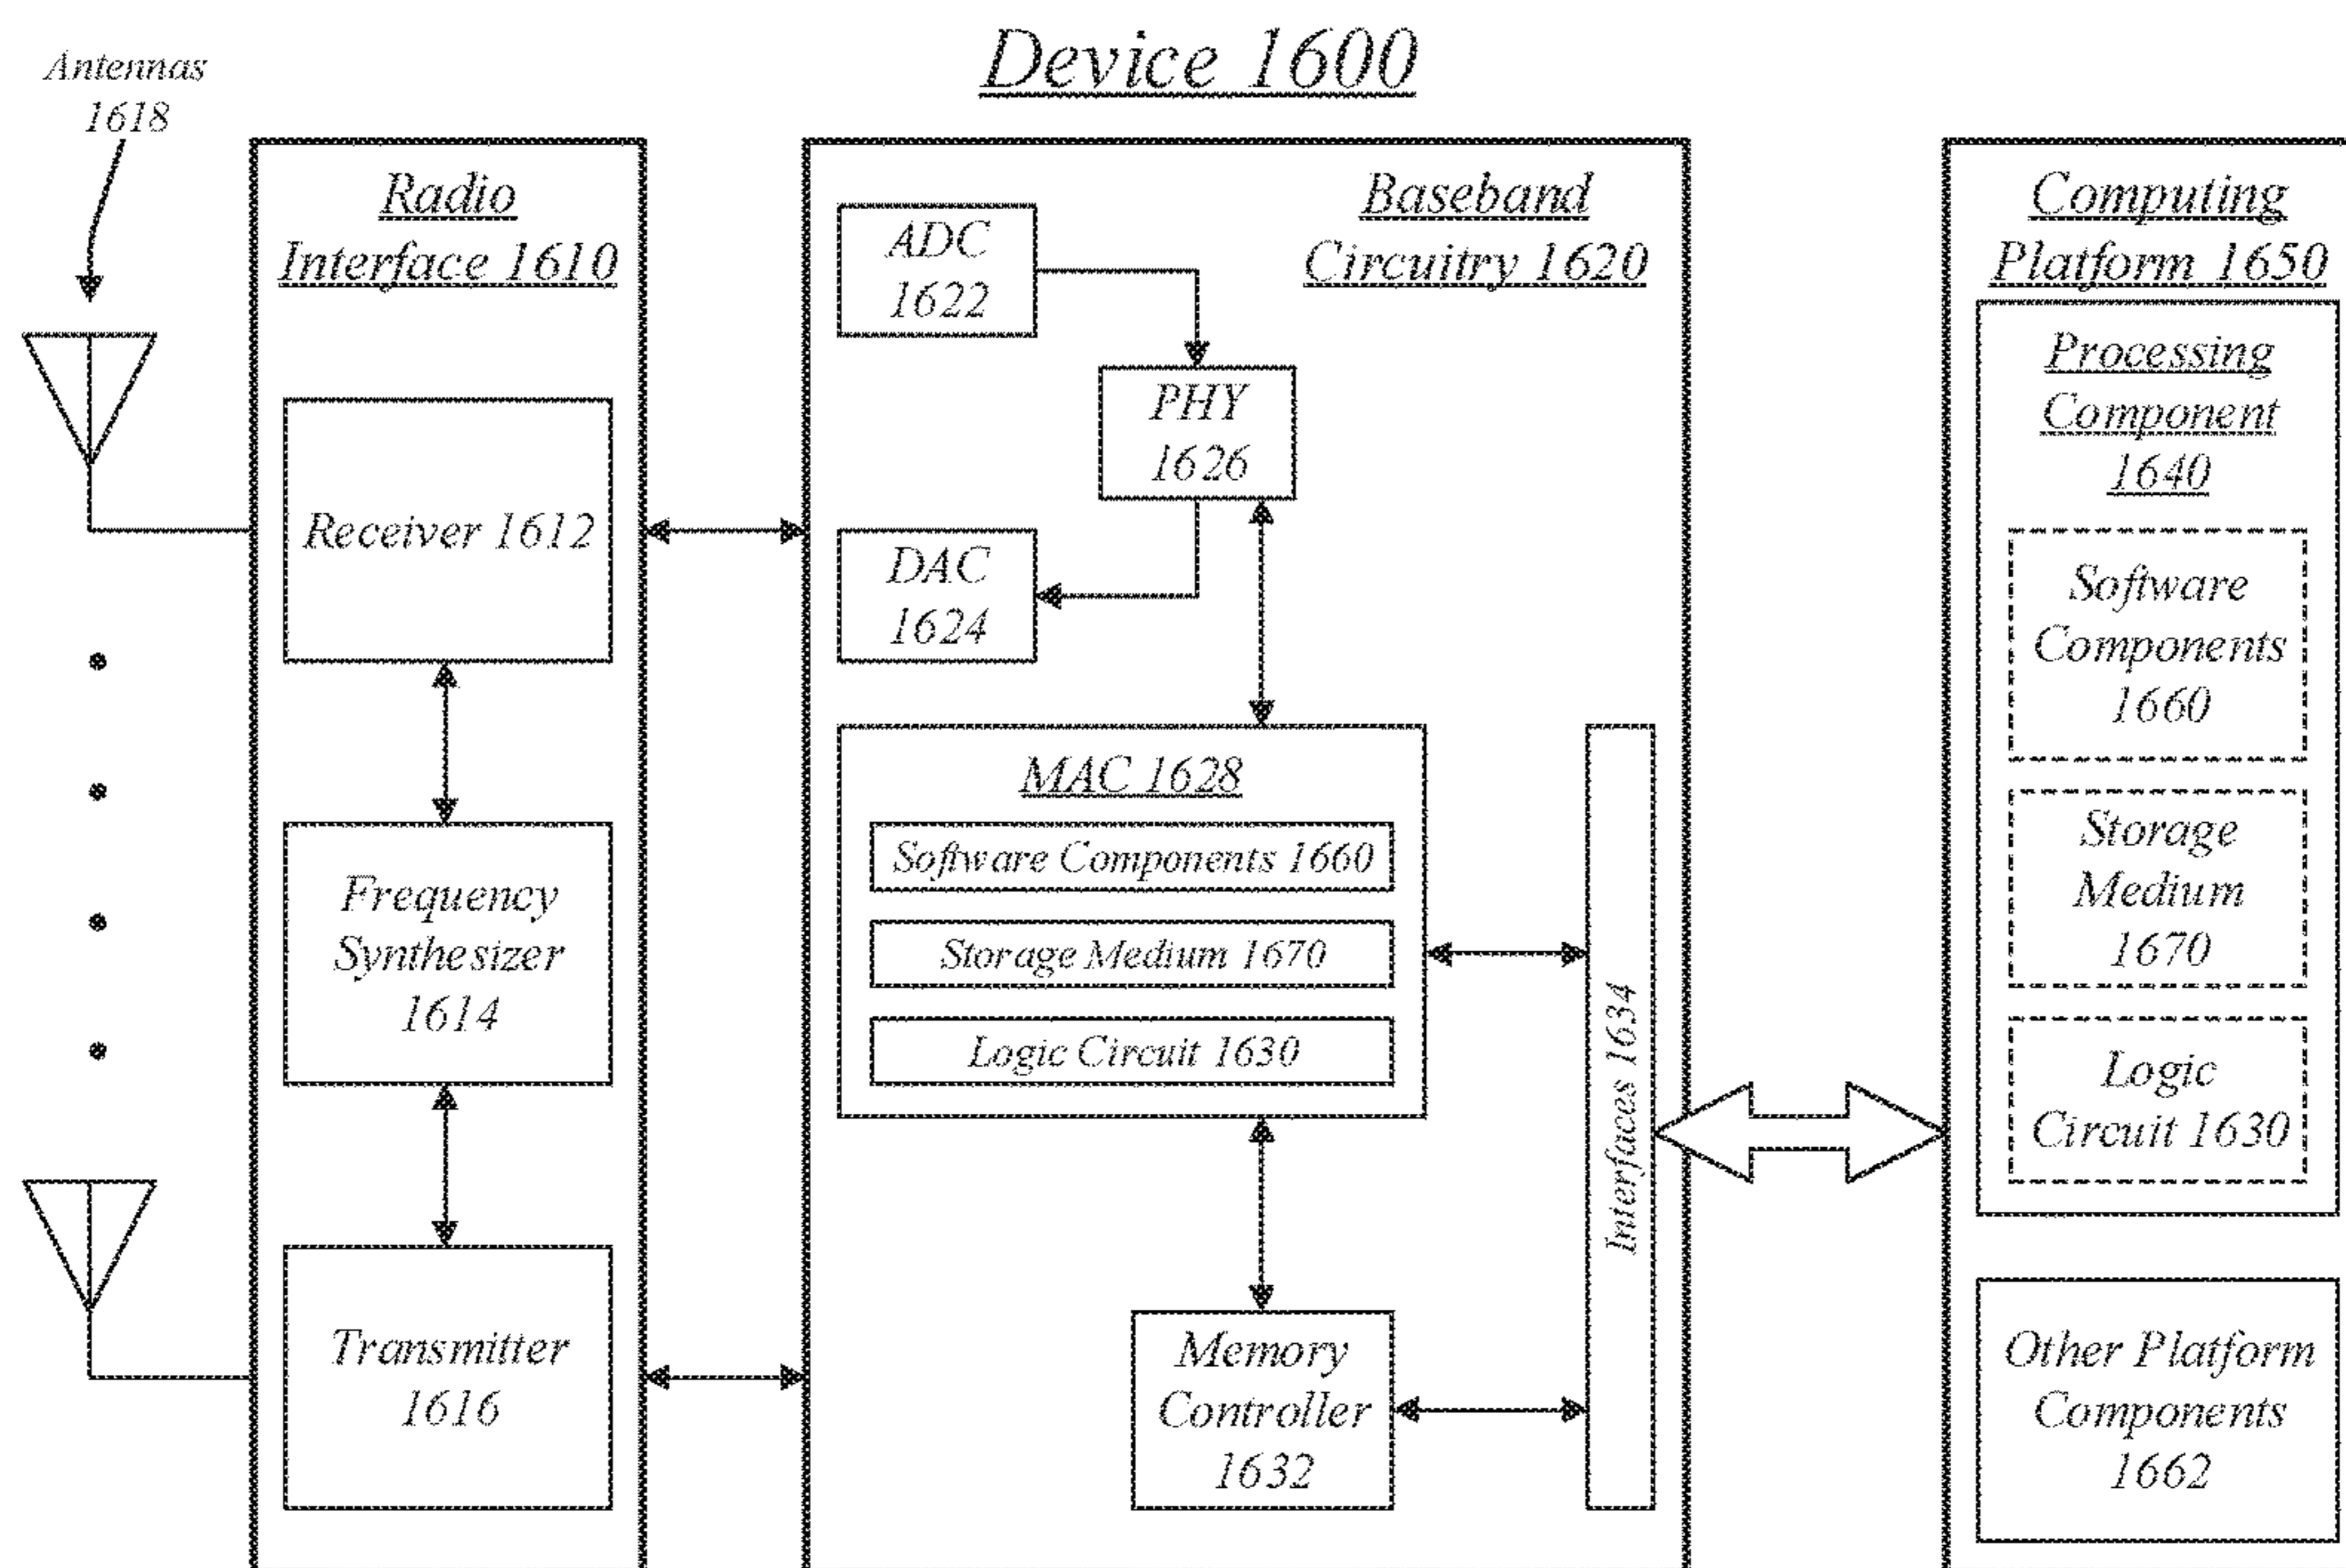 Device 1600
Antennas
1618
Radio
Interface 1610
Receiver 1612
Frequency
Synthesizer
1614
Transmitter
1616
Baseband
Circuitry 1620
ADC
1622
PHY
1626
DAC
1624
MAC 1628
Software Components 1660
Storage Medium 1670
Logic Circuit 1630
Interfaces 1634
Memory
Controller
1632
Computing
Platform 1650
Processing
Component
1640
Software
Components
1660
Storage
Medium
1670
Logic
Circuit 1630
Other Platform
Components
1662